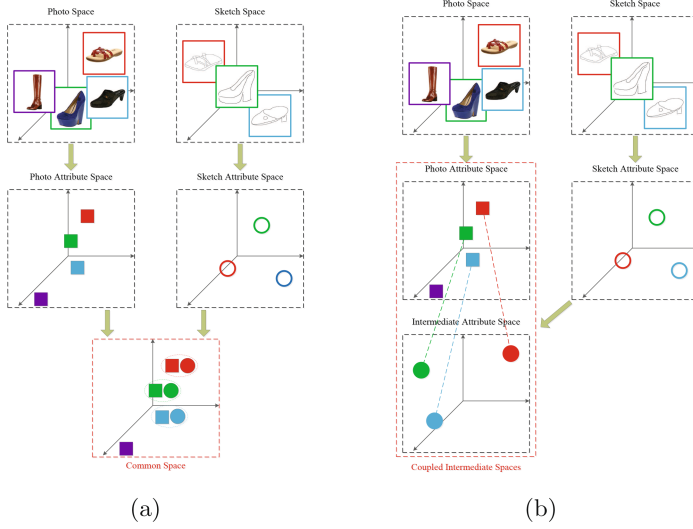 Photo Space
Sketch Space
Photo Attribute Space
Sketch Attribute Space
Common Space
(a)
Photo Space
Sketch Space
Photo Attribute Space
Sketch Attribute Space
Intermediate Attribute Space
Coupled Intermediate Spaces
(b)